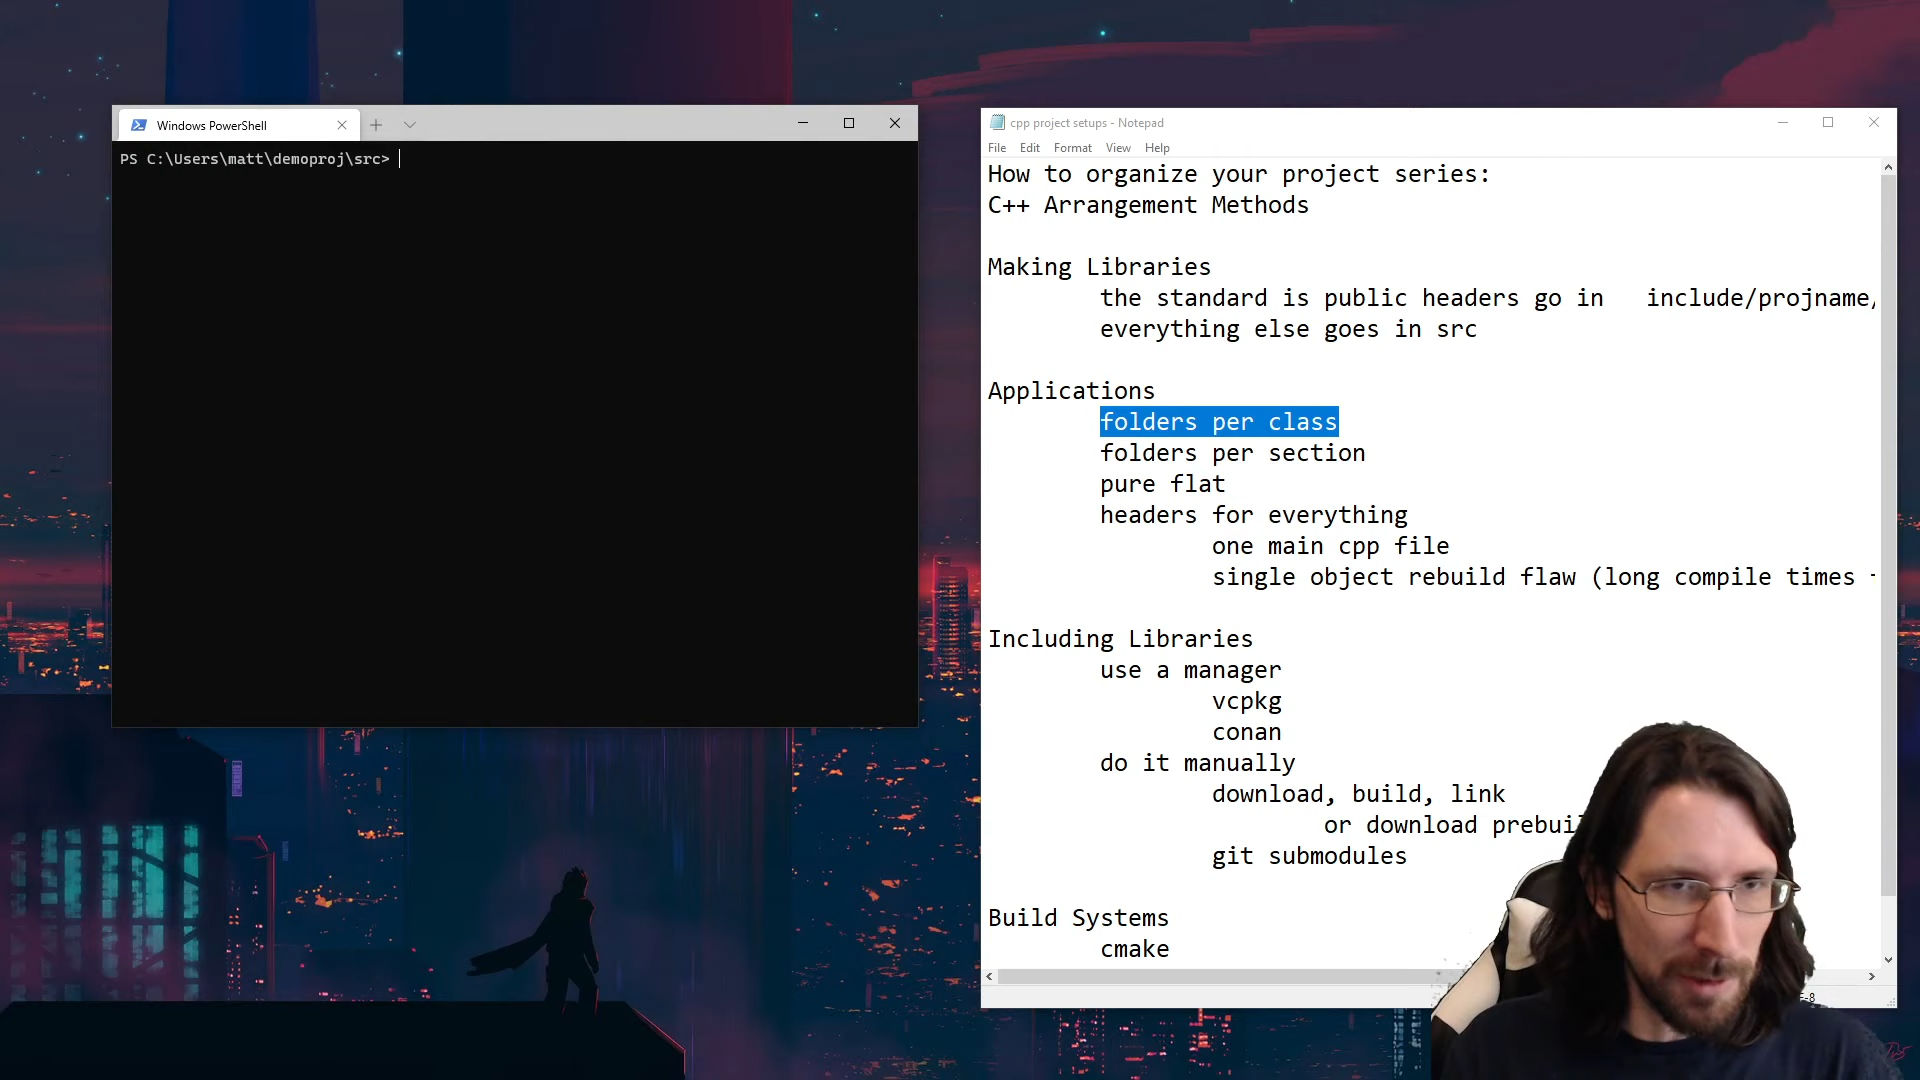 Windows PowerShell
PS C:\Users\matt\demoproj\src>
cpp project setups - Notepad
File Edit Format View Help
How to organize your project series:
C++ Arrangement Methods
Making Libraries
the standard is public headers go in include/projname/
everything else goes in src
Applications
folders per class
folders per section
pure flat
headers for everything
one main cpp file
single object rebuild flaw (long compile times
Including Libraries
use a manager
vcpkg
conan
do it manually
download, build, link
or download
git submodules
Build Systems
cmake